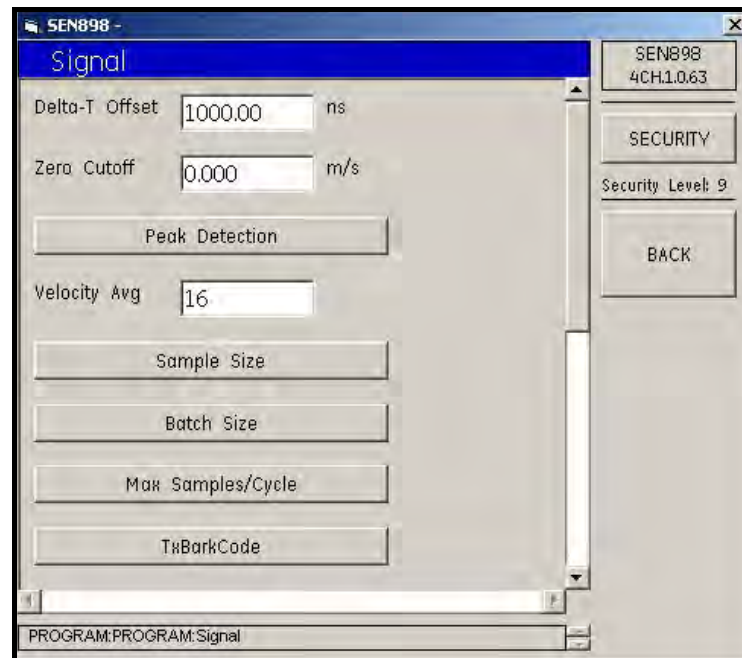 SEN898 -
Signal
Delta-T Offset 1000.00 ns
Zero Cutoff 0.000 m/s
Peak Detection
Velocity Avg 16
Sample Size
Batch Size
Max Samples/Cycle
TxBarkCode
PROGRAM:PROGRAM:Signal
SEN898
4CH.1.0.63
SECURITY
Security Level: 9
BACK